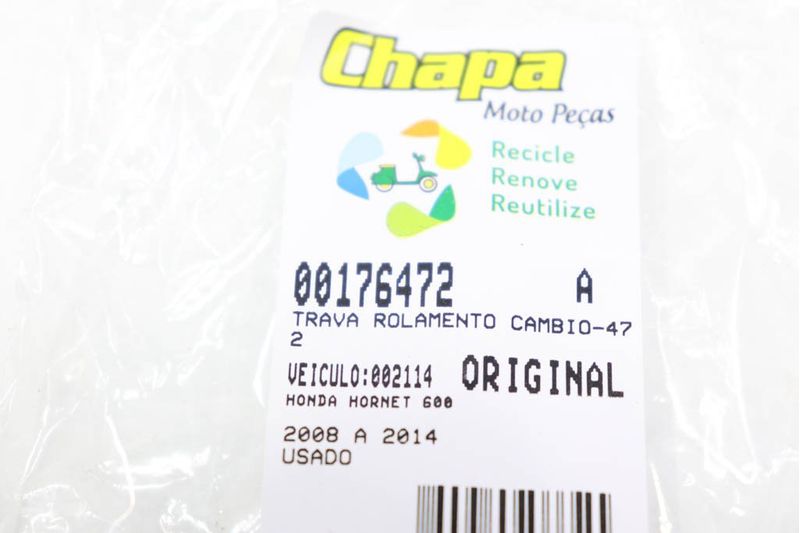 Chapa
Moto Peças
Recicle
Renove
Reutilize
00176472 A
TRAVA ROLAMENTO CAMBIO-47
2
VEICULO:002114 ORIGINAL
HONDA HORNET 600
2008 A 2014
USADO